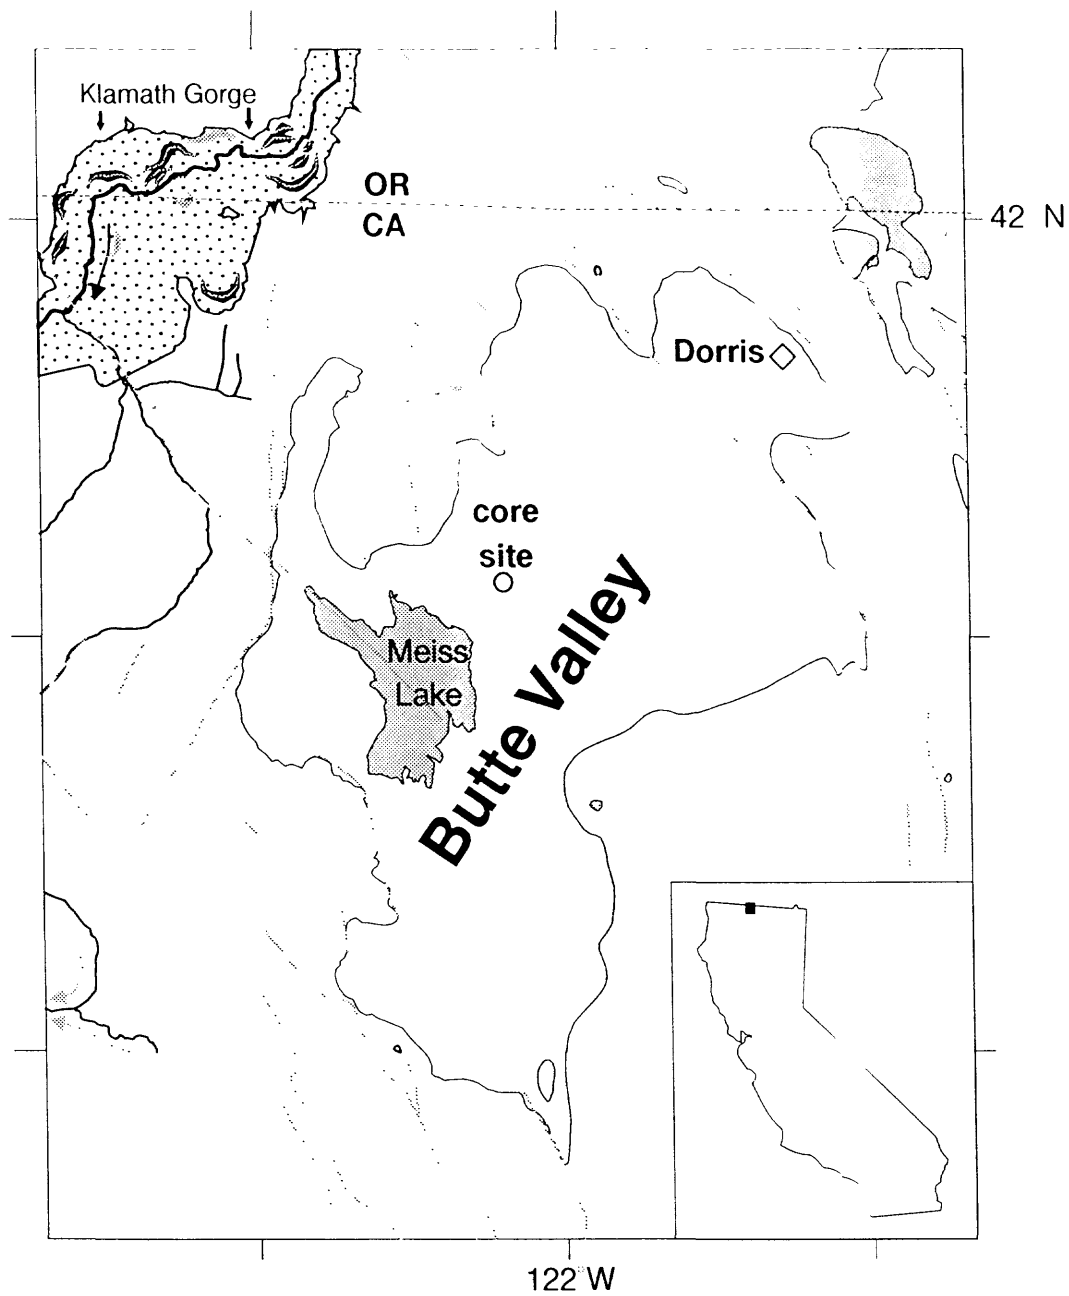 Klamath Gorge
OR
CA
42 N
Dorris
core
site
Meiss
Lake
Butte Valley
122 W